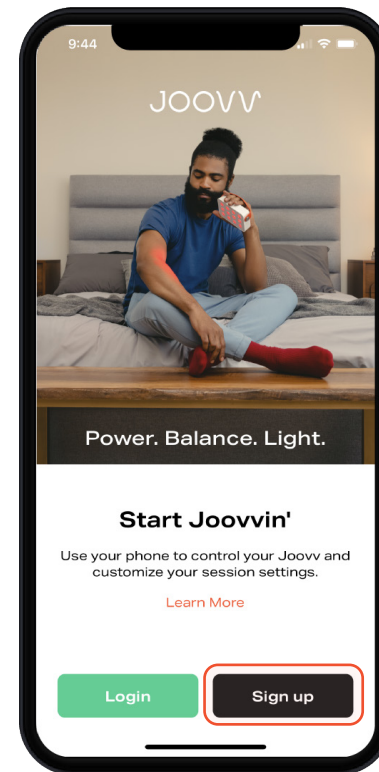 9:44
JOOVV
Power. Balance. Light.
Start Joovvin'
Use your phone to control your Joovv and
customize your session settings.
Learn More
Login
Sign up